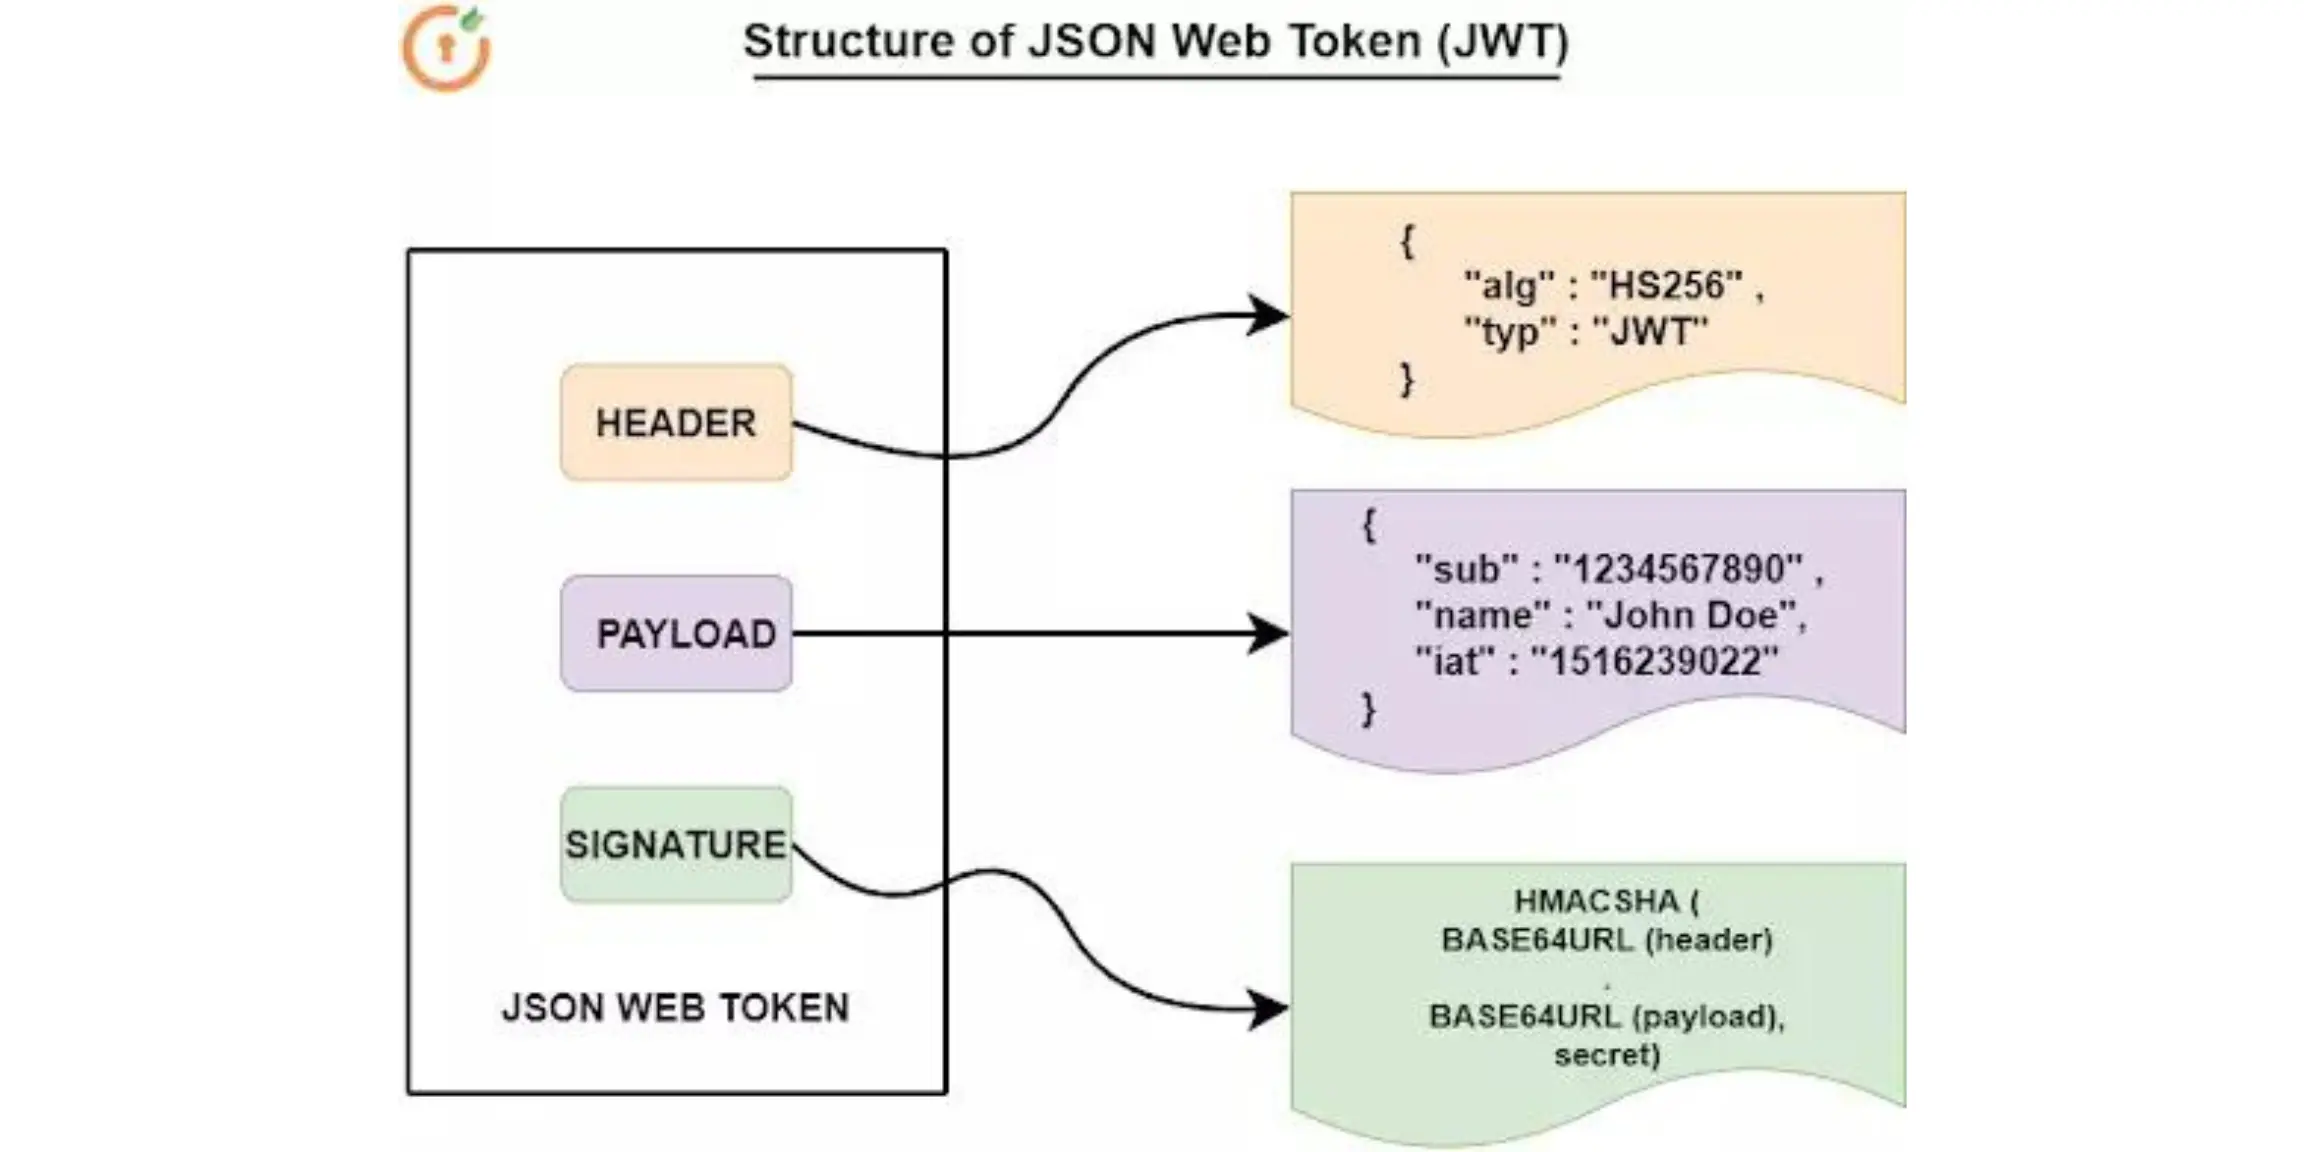 Structure of JSON Web Token (JWT)
HEADER
PAYLOAD
SIGNATURE
JSON WEB TOKEN
{
"alg" : "HS256" ,
"typ" : "JWT"
}
{
"sub" : "1234567890" ,
"name" : "John Doe",
"iat" : "1516239022"
}
HMACSHA (
BASE64URL (header)
.
BASE64URL (payload),
secret)